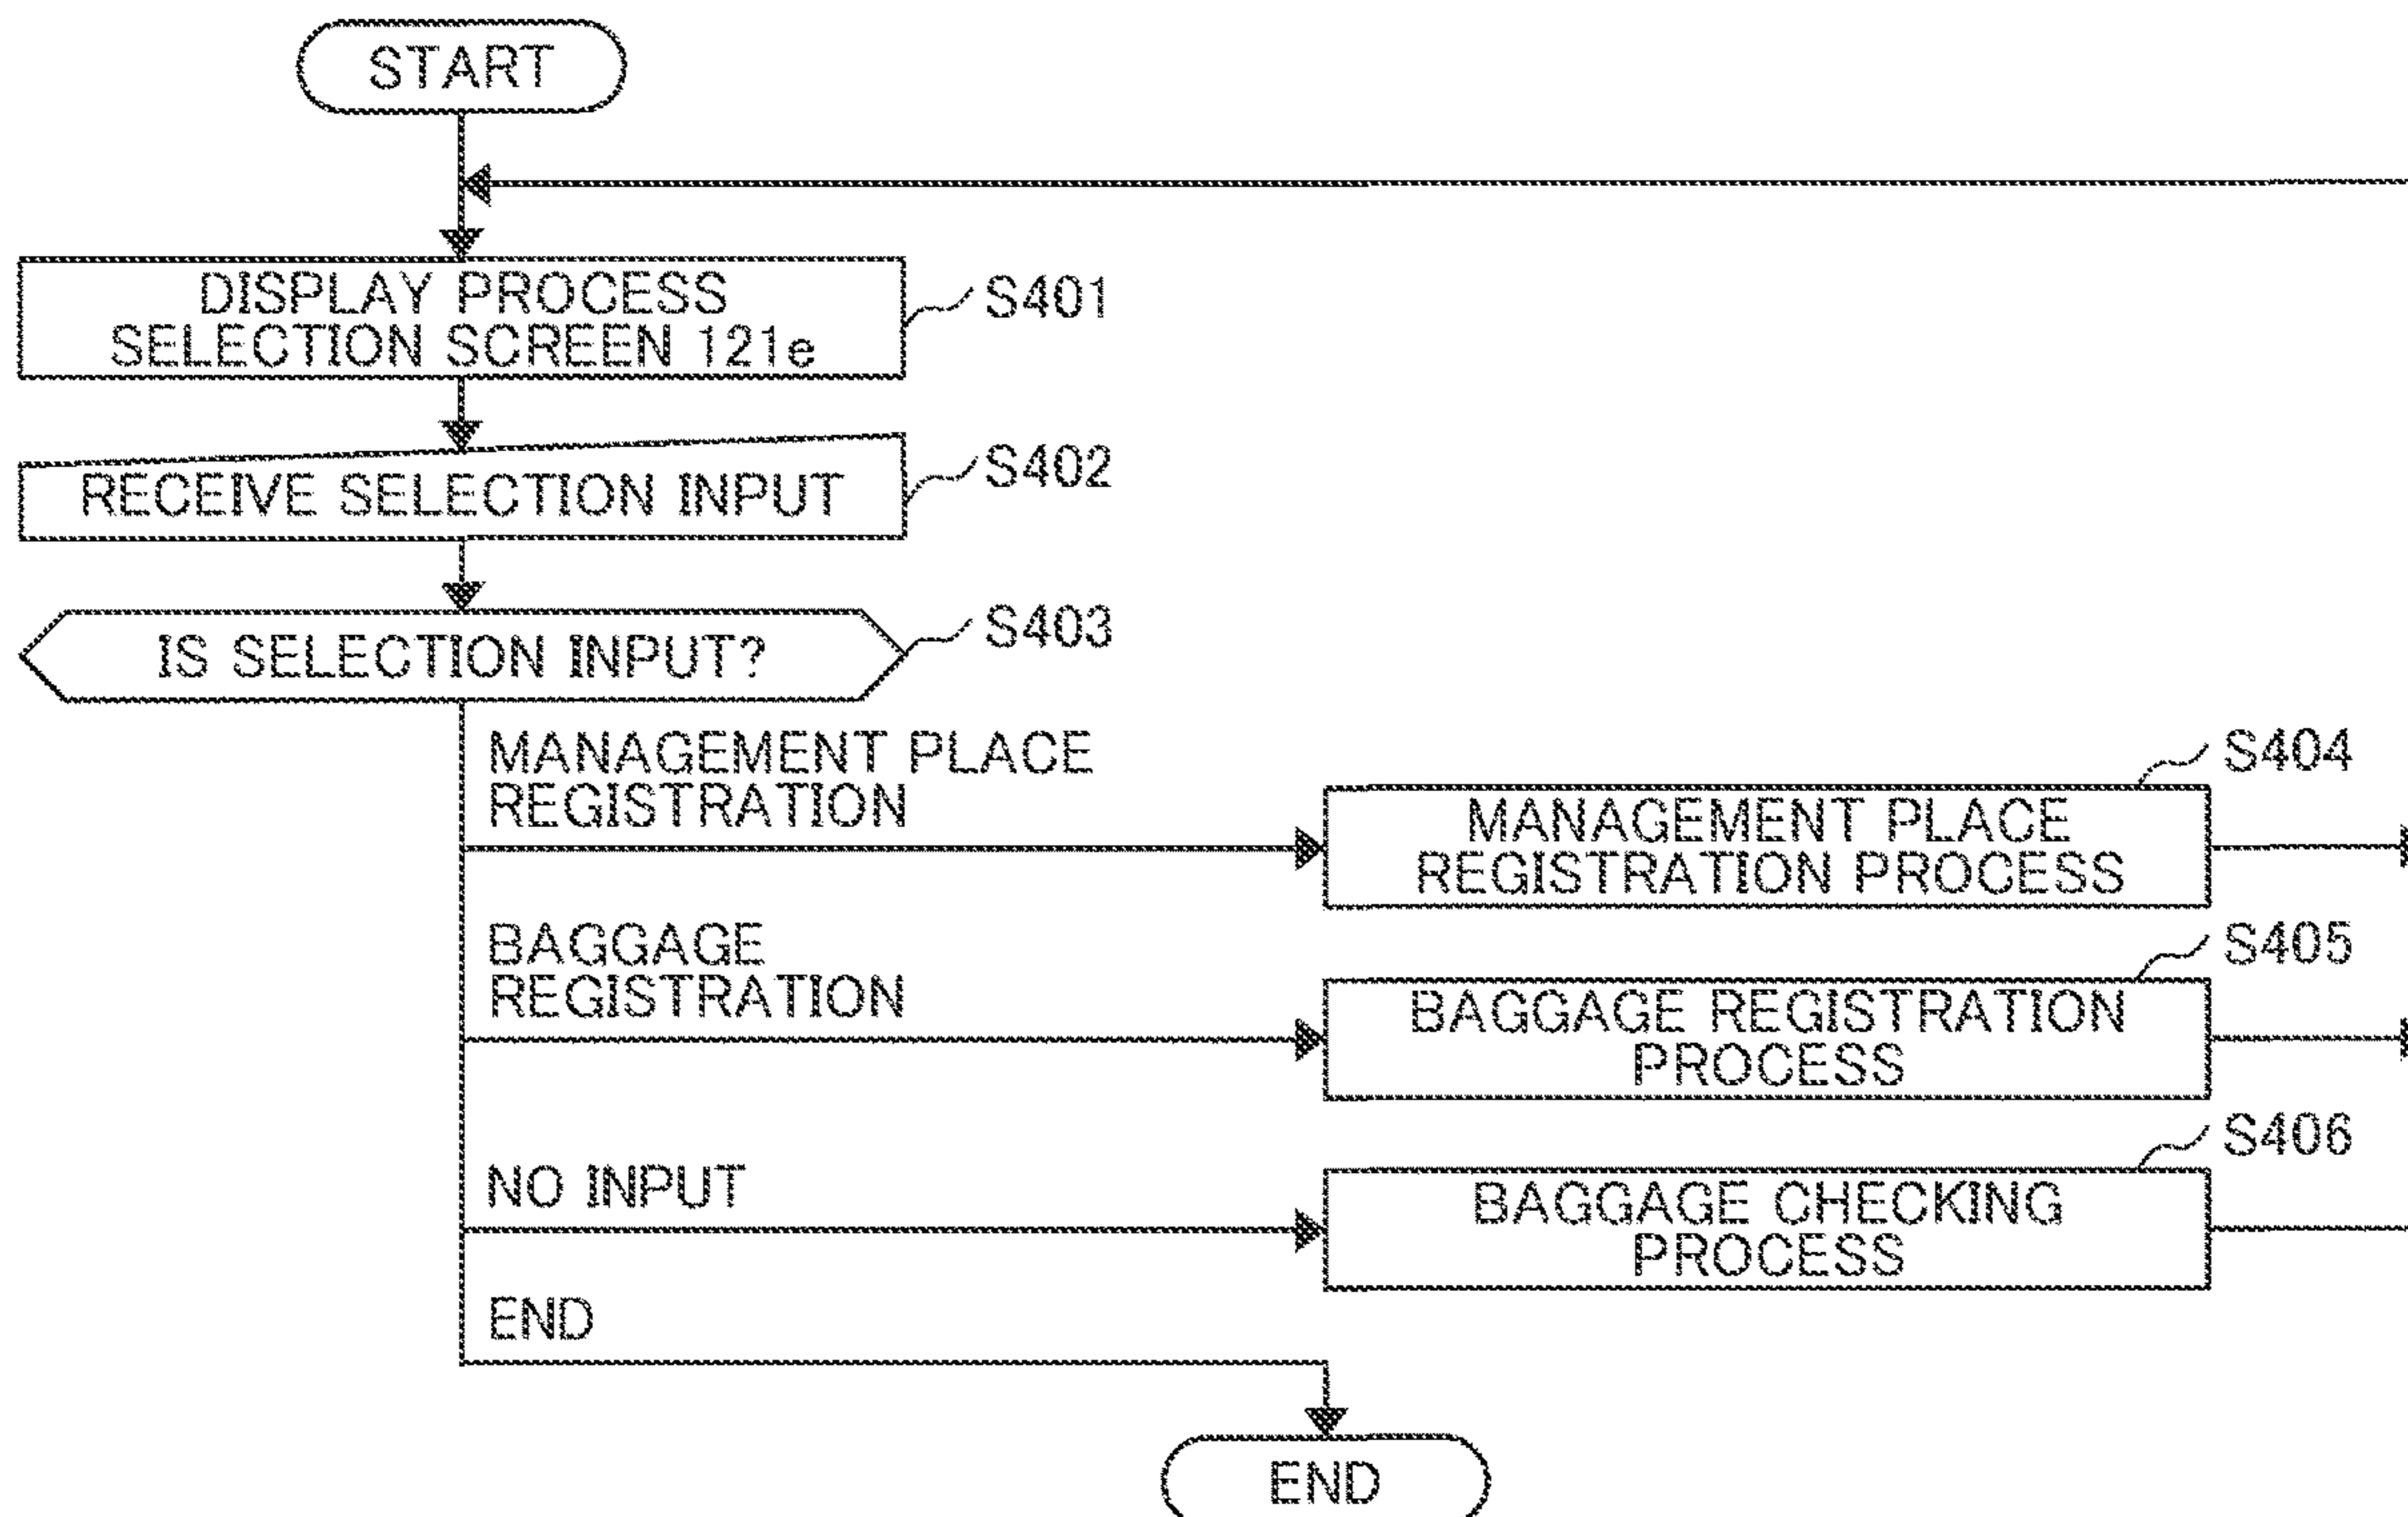 START
DISPLAY PROCESS
SELECTION SCREEN 121e
S401
RECEIVE SELECTION INPUT
S402
IS SELECTION INPUT?
S403
MANAGEMENT PLACE
REGISTRATION
MANAGEMENT PLACE
REGISTRATION PROCESS
S404
BAGGAGE
REGISTRATION
BAGGAGE REGISTRATION
PROCESS
S405
NO INPUT
BAGGAGE CHECKING
PROCESS
S406
END
END